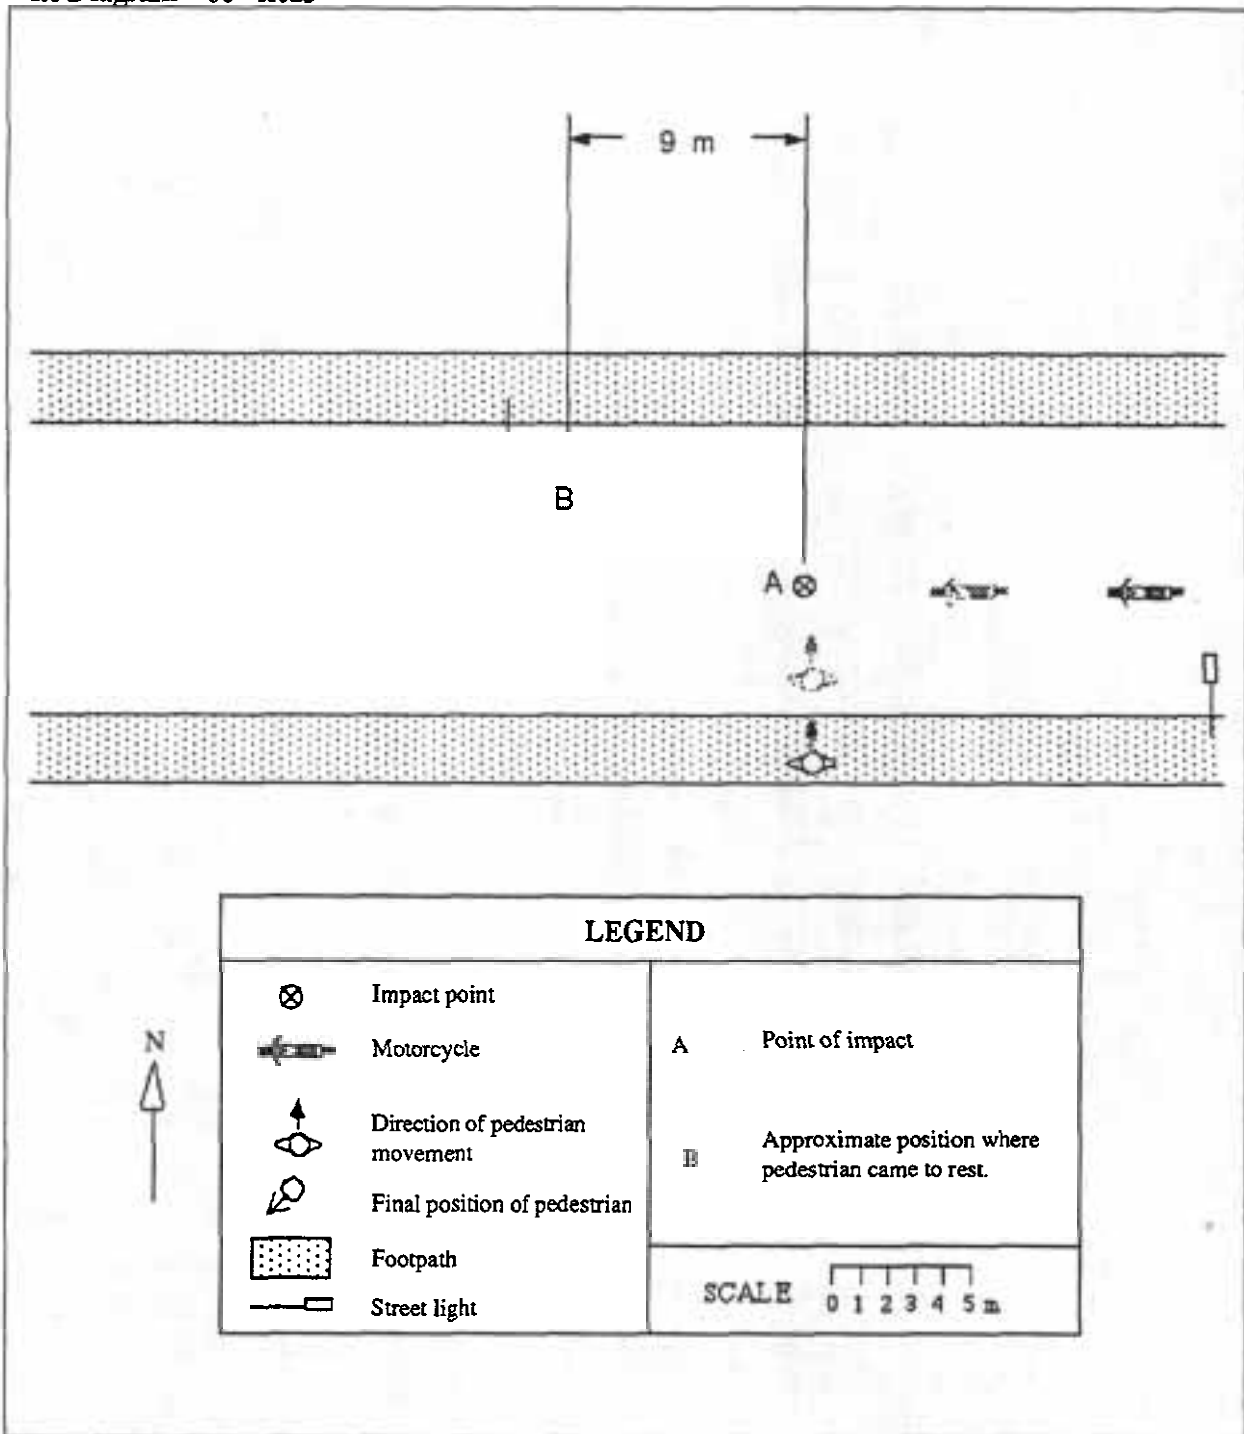 9 m
B
A
LEGEND
Impact point
Motorcycle
Direction of pedestrian
movement
Final position of pedestrian
Footpath
Street light
A Point of impact
B Approximate position where
pedestrian came to rest.
SCALE 0 1 2 3 4 5 m
N